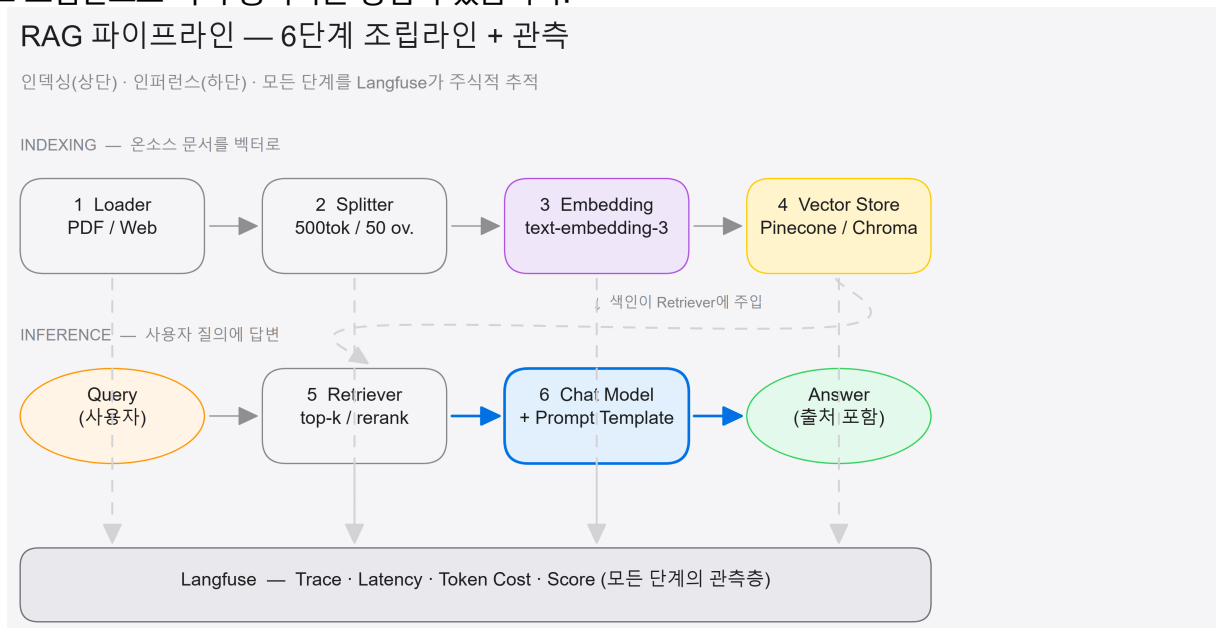 RAG 파이프라인 — 6단계 조립라인 + 관측
인덱싱(상단) · 인퍼런스(하단) · 모든 단계를 Langfuse가 주식적 추적
INDEXING — 온소스 문서를 벡터로
1 Loader
PDF / Web
2 Splitter
500tok / 50 ov.
3 Embedding
text-embedding-3
4 Vector Store
Pinecone / Chroma
↓ 색인이 Retriever에 주입
INFERENCE — 사용자 질의에 답변
Query
(사용자)
5 Retriever
top-k / rerank
6 Chat Model
+ Prompt Template
Answer
(출처 포함)
Langfuse — Trace · Latency · Token Cost · Score (모든 단계의 관측층)